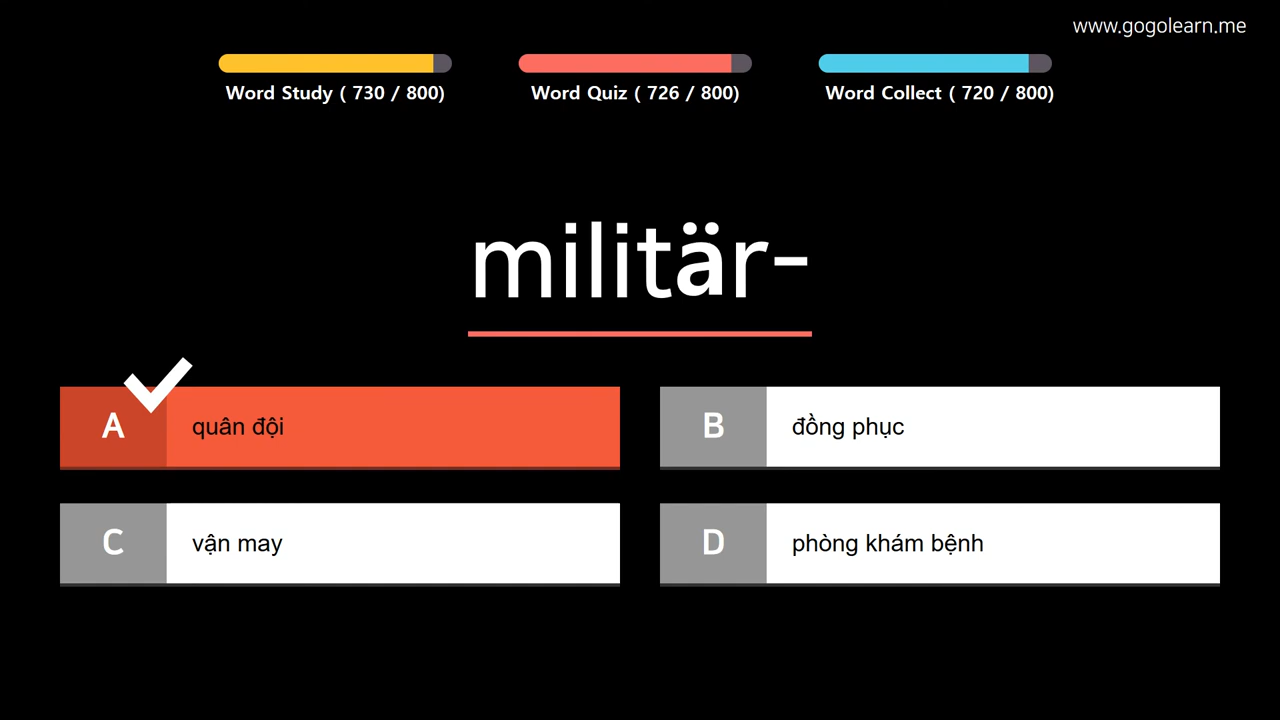 www.gogolearn.me
Word Study ( 730 / 800)
Word Quiz ( 726 / 800)
Word Collect ( 720 / 800)
militär-
A quân đội
B đồng phục
C vận may
D phòng khám bệnh